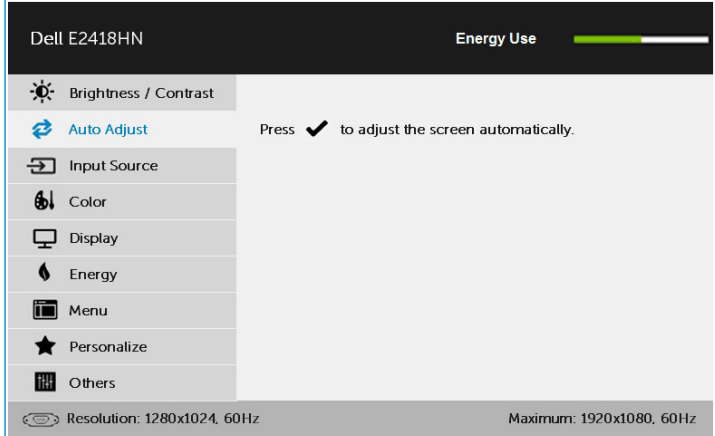 Dell E2418HN
Energy Use
Brightness / Contrast
Auto Adjust
Press ✔ to adjust the screen automatically.
Input Source
Color
Display
Energy
Menu
Personalize
Others
Resolution: 1280x1024, 60Hz
Maximum: 1920x1080, 60Hz